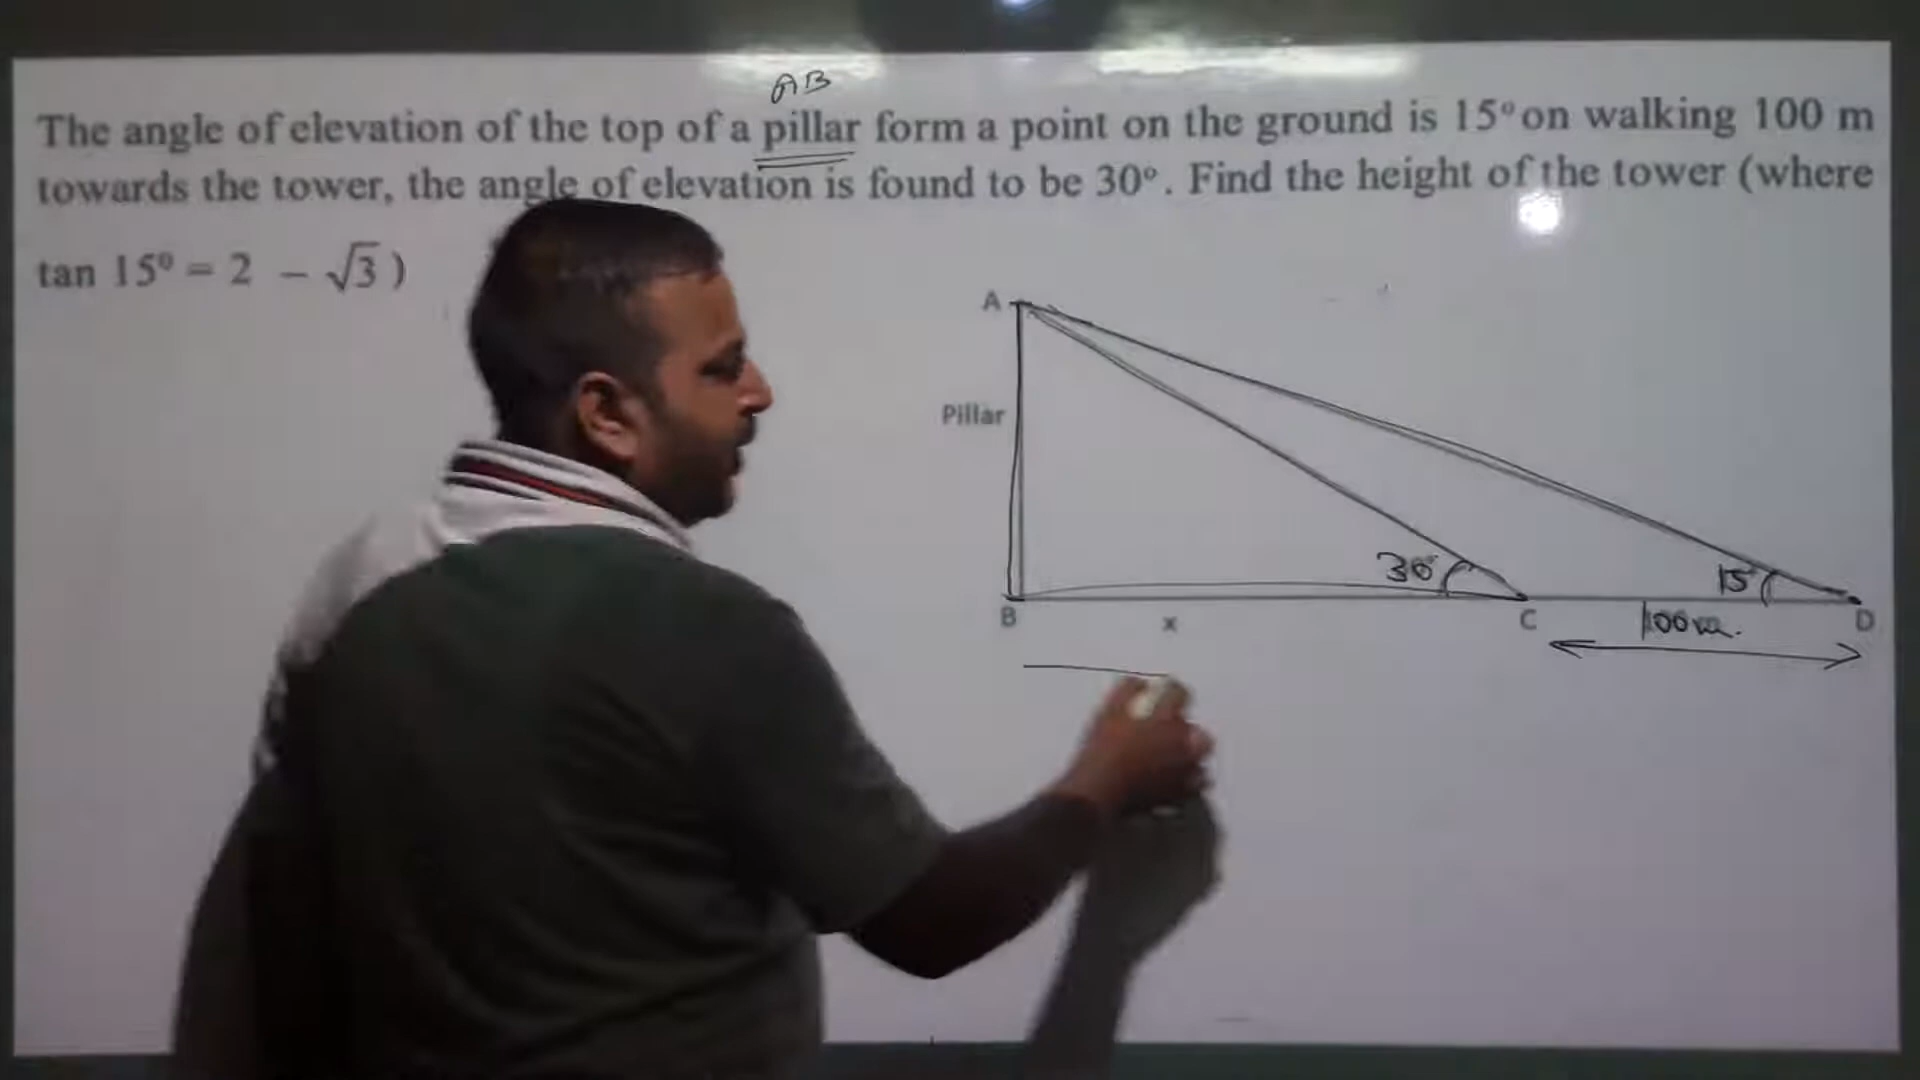 AB
The angle of elevation of the top of a pillar form a point on the ground is 15° on walking 100 m
towards the tower, the angle of elevation is found to be 30°. Find the height of the tower (where
tan 15° = 2 - √3 )
A
Pillar
30°
15°
B
x
C
100m.
D